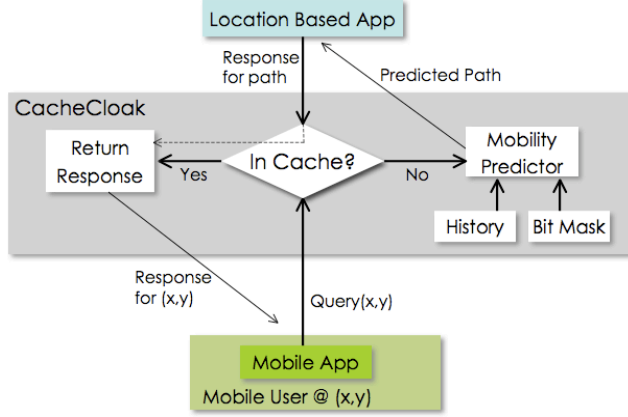 Location Based App
Response
for path
Predicted Path
CacheCloak
Return
Response
Yes
In Cache?
No
Mobility
Predictor
History
Bit Mask
Response
for (x,y)
Query(x,y)
Mobile App
Mobile User @ (x,y)